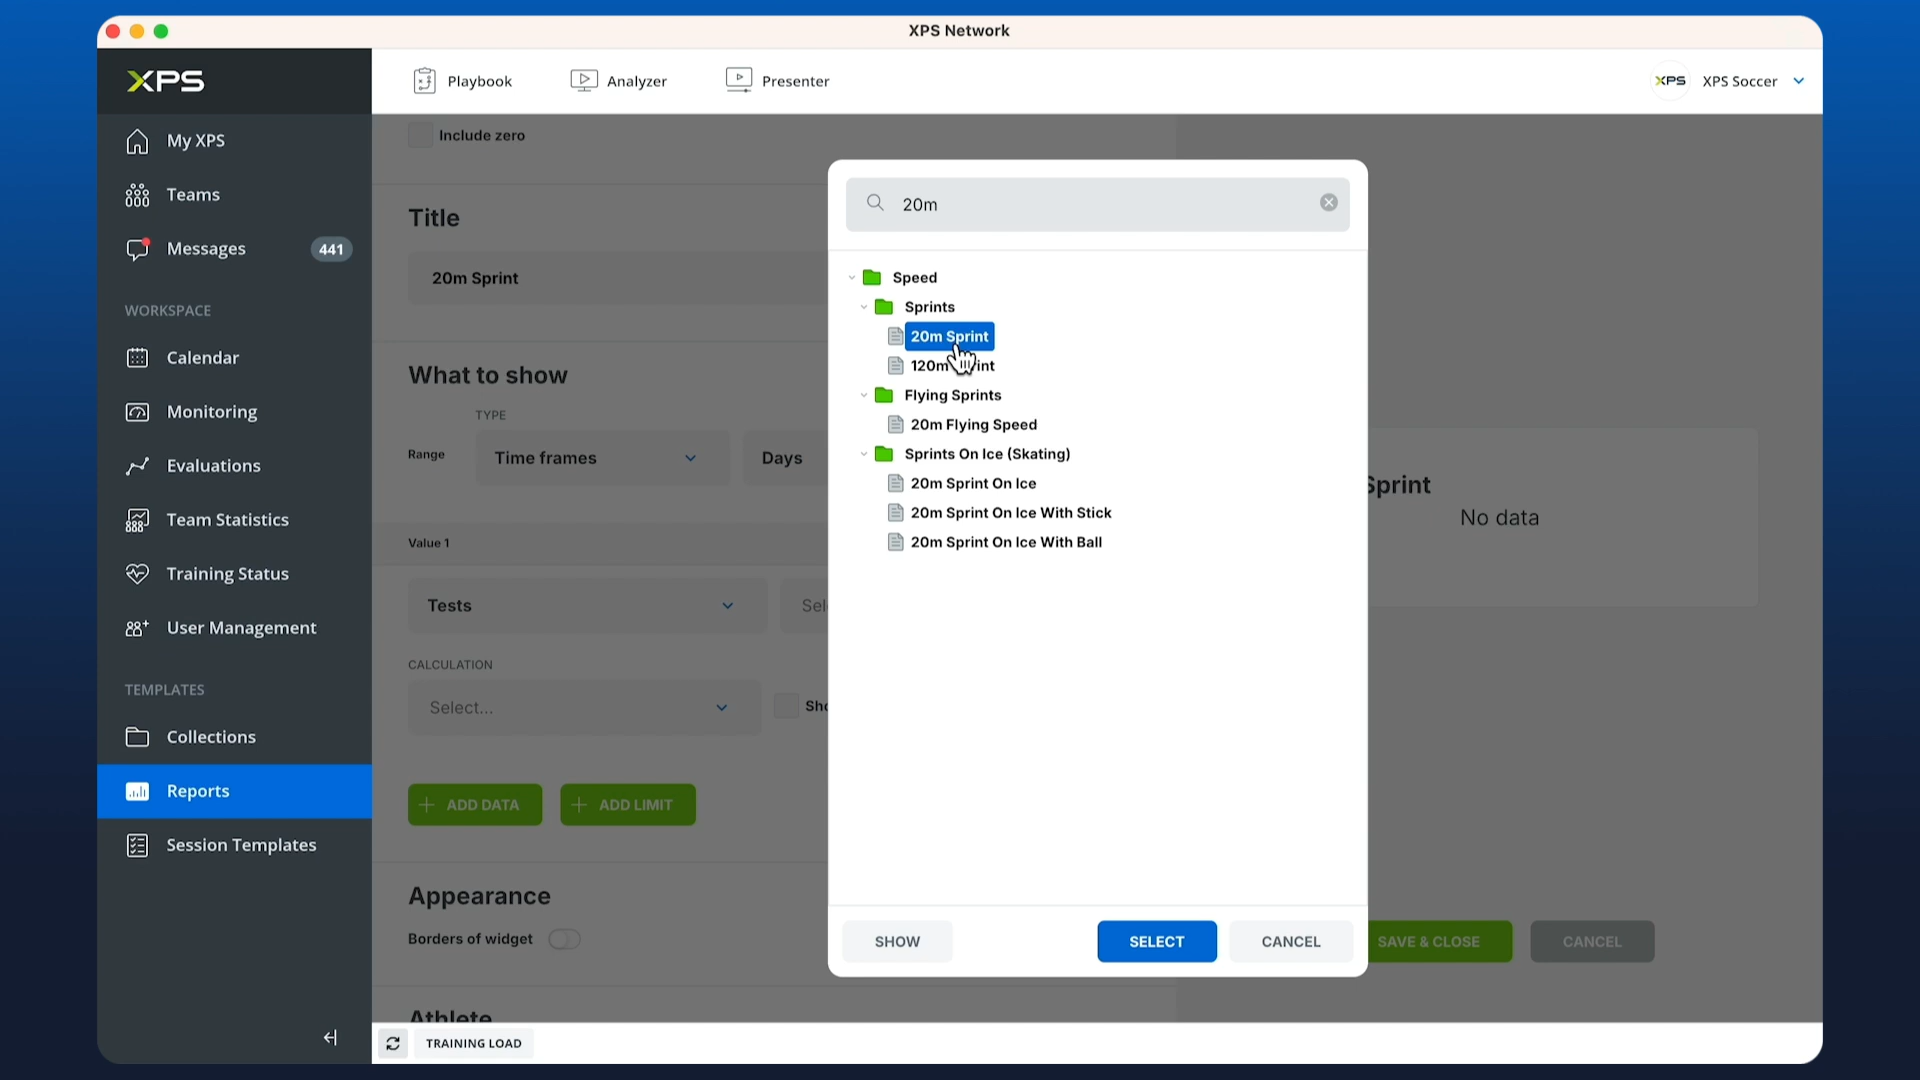 XPS Network
XPS
Playbook
Analyzer
Presenter
XPS
XPS Soccer
My XPS
Teams
Messages
441
WORKSPACE
Calendar
Monitoring
Evaluations
Team Statistics
Training Status
User Management
TEMPLATES
Collections
Reports
Session Templates
Include zero
Title
20m Sprint
What to show
TYPE
Range
Time frames
Days
Value 1
Tests
Sel
CALCULATION
Select...
Sho
ADD DATA
ADD LIMIT
Appearance
Borders of widget
Athlete
20m
Speed
Sprints
20m Sprint
120m
Flying Sprints
20m Flying Speed
Sprints On Ice (Skating)
20m Sprint On Ice
20m Sprint On Ice With Stick
20m Sprint On Ice With Ball
SHOW
SELECT
CANCEL
Sprint
No data
SAVE & CLOSE
CANCEL
TRAINING LOAD